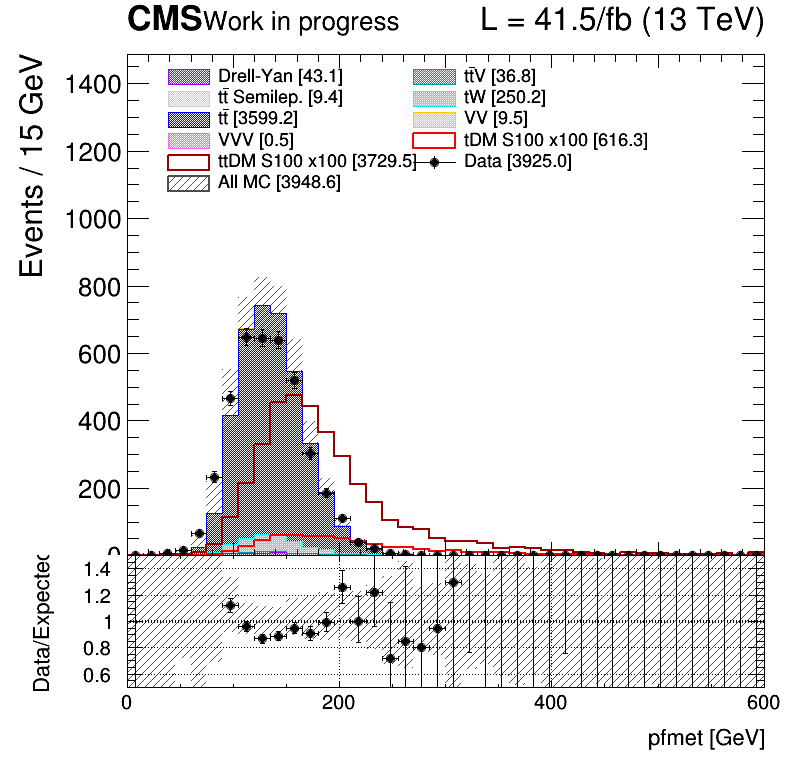 CMS Work in progress L = 41.5/fb (13 TeV)
Events / 15 GeV
Drell-Yan [43.1] tt̄V [36.8]
tt̄ Semilep. [9.4] tW [250.2]
tt̄ [3599.2] VV [9.5]
VVV [0.5] tDM S100 x100 [616.3]
ttDM S100 x100 [3729.5] Data [3925.0]
All MC [3948.6]
1400
1200
1000
800
600
400
200
0
Data/Expected
1.4
1.2
1
0.8
0.6
0 200 400 600
pfmet [GeV]